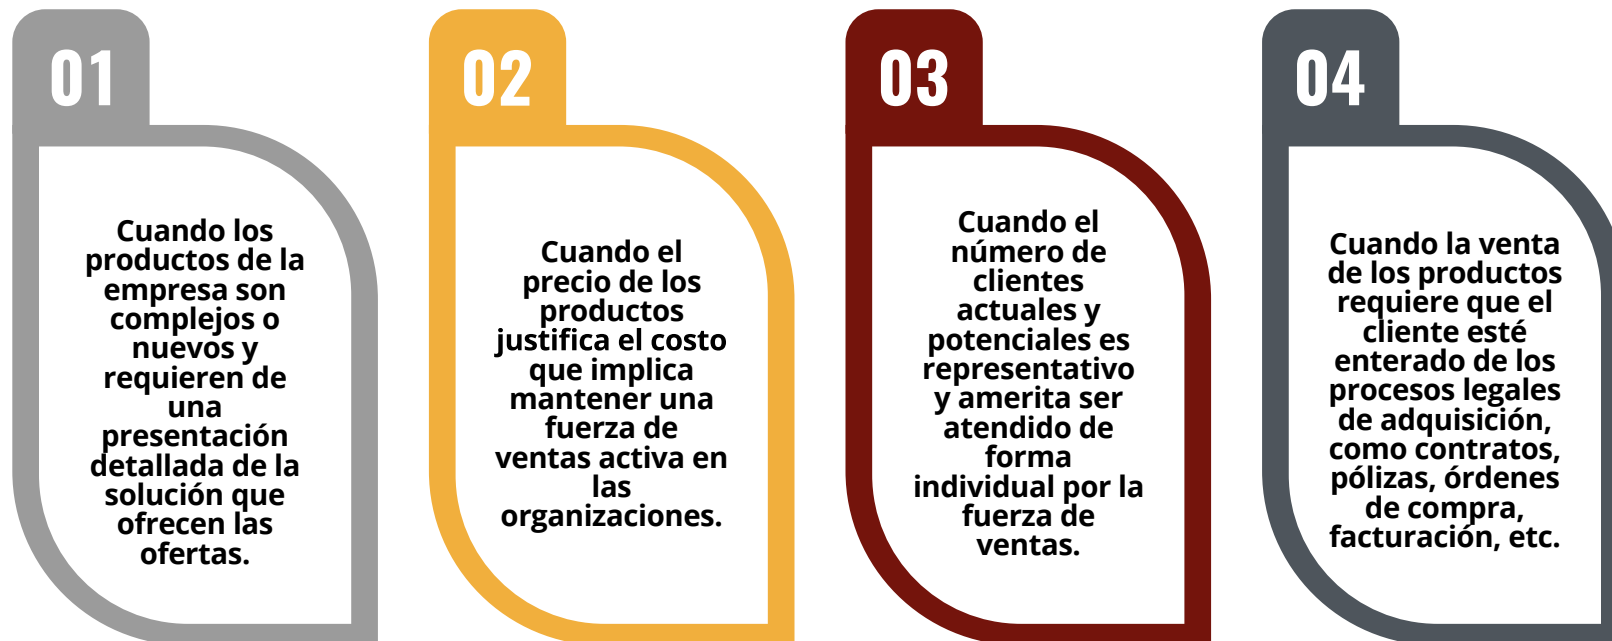 01
Cuando los
productos de la
empresa son
complejos o
nuevos y
requieren de
una
presentación
detallada de la
solución que
ofrecen las
ofertas.
02
Cuando el
precio de los
productos
justifica el costo
que implica
mantener una
fuerza de
ventas activa en
las
organizaciones.
03
Cuando el
número de
clientes
actuales y
potenciales es
representativo
y amerita ser
atendido de
forma
individual por la
fuerza de
ventas.
04
Cuando la venta
de los productos
requiere que el
cliente esté
enterado de los
procesos legales
de adquisición,
como contratos,
pólizas, órdenes
de compra,
facturación, etc.